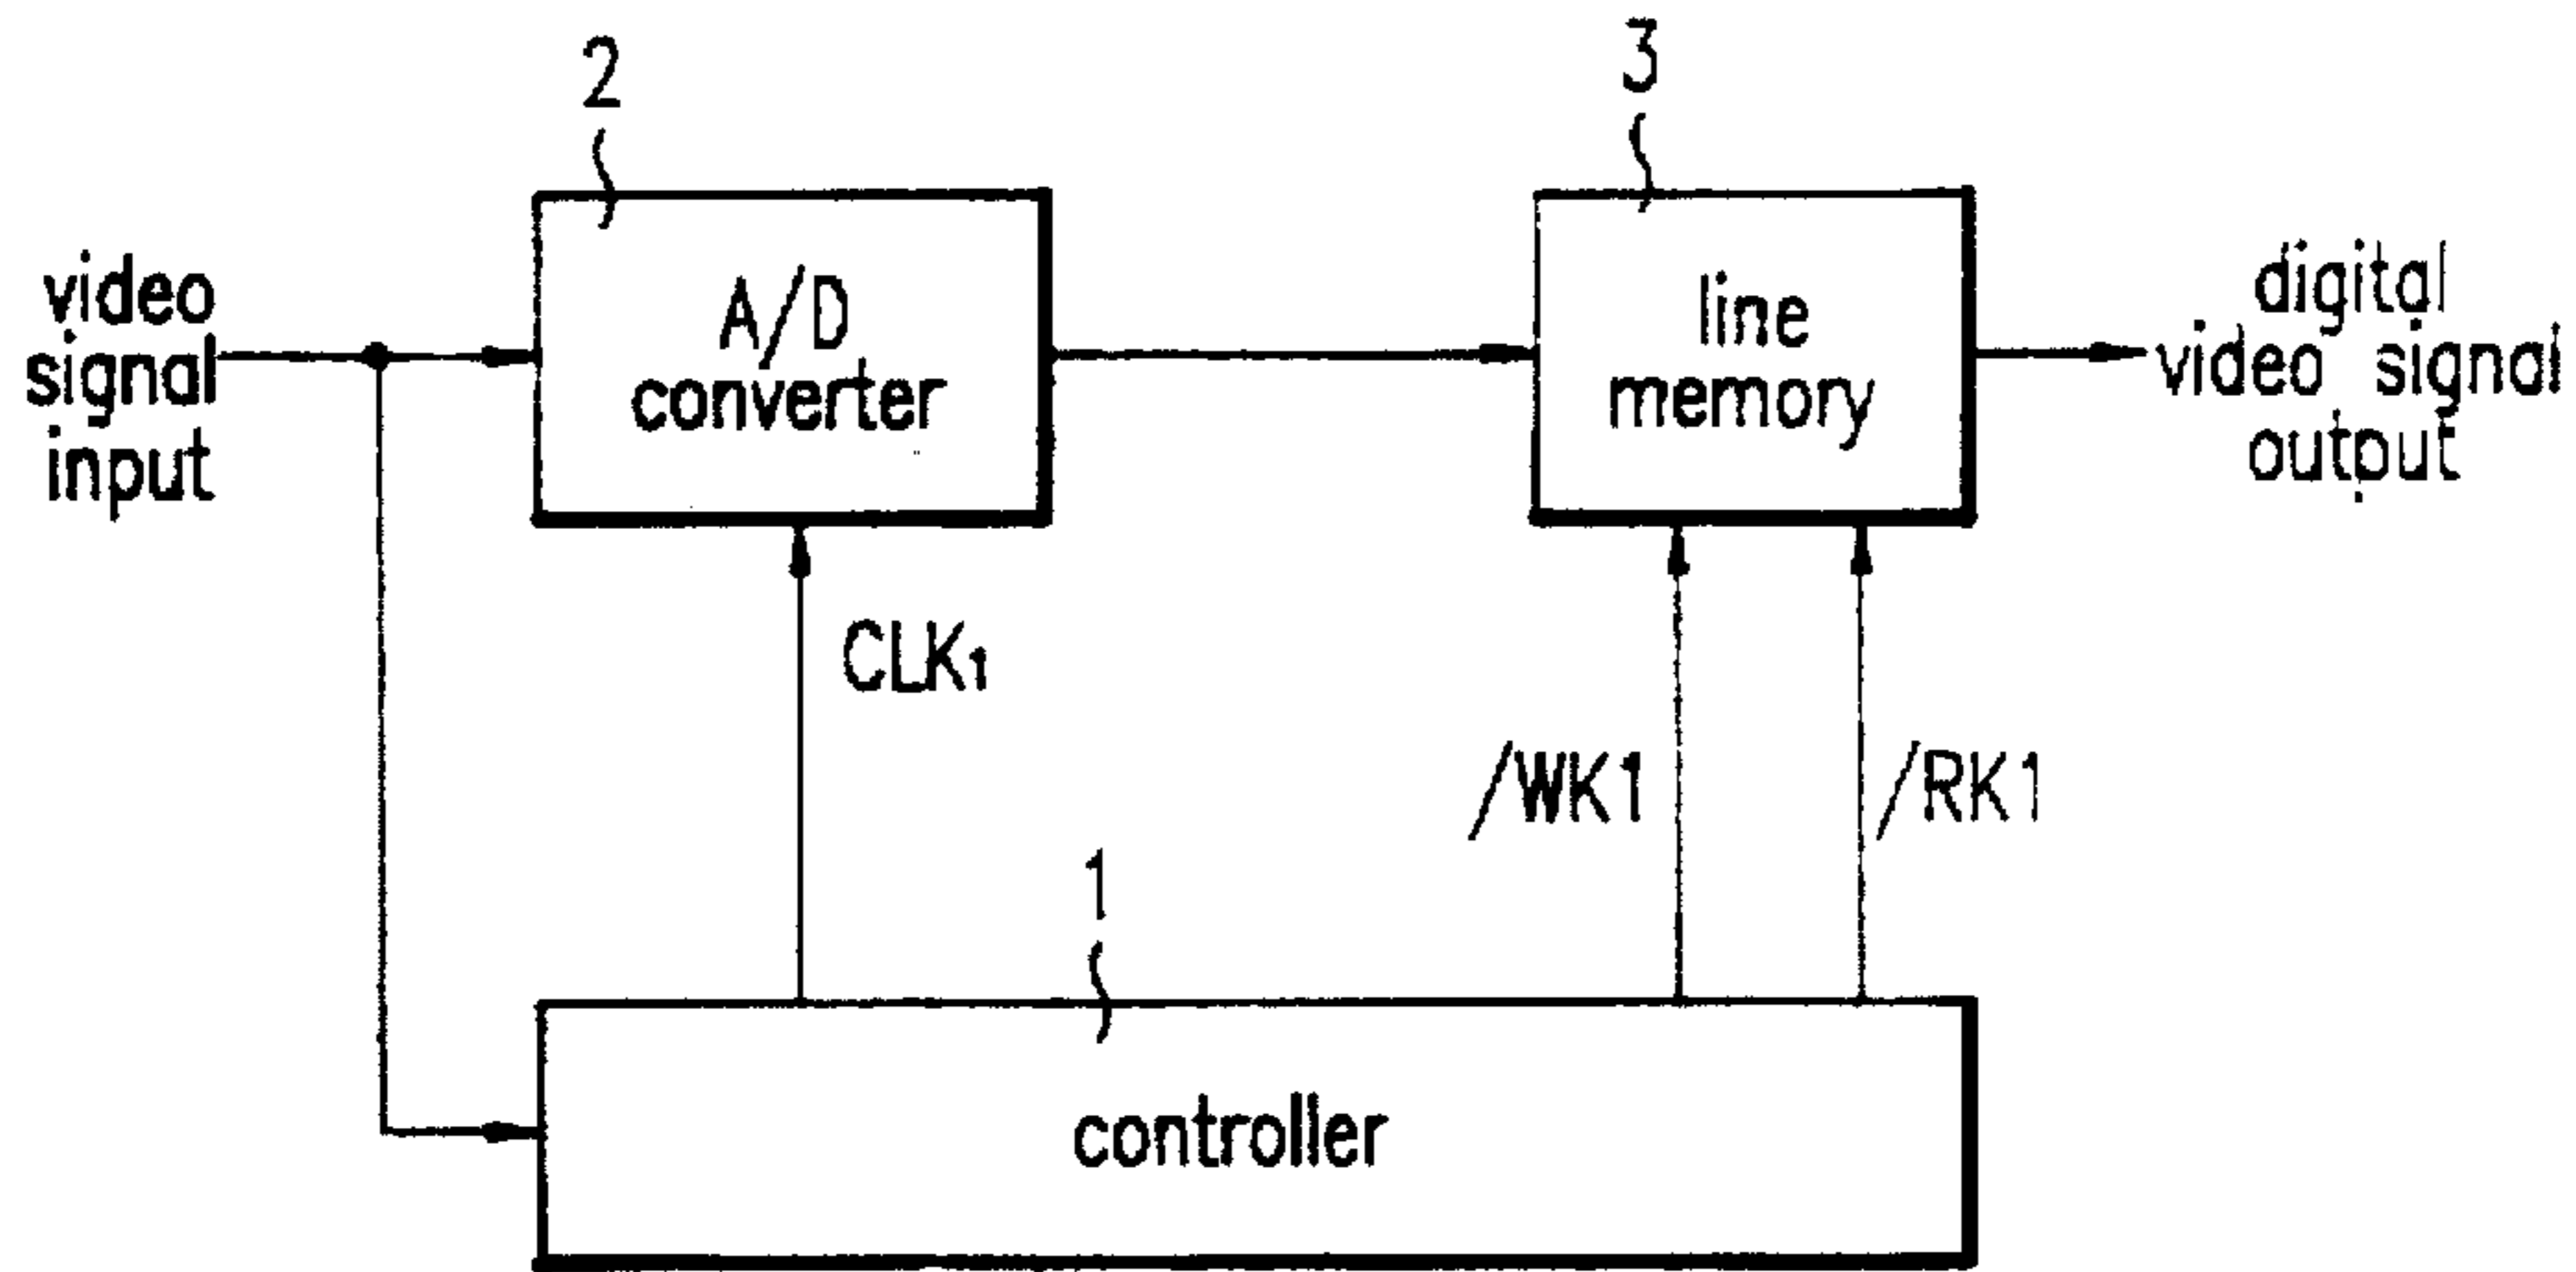 2
3
video
signal
input
A/D
converter
line
memory
digital
video signal
output
CLK₁
/WK1
/RK1
1
controller